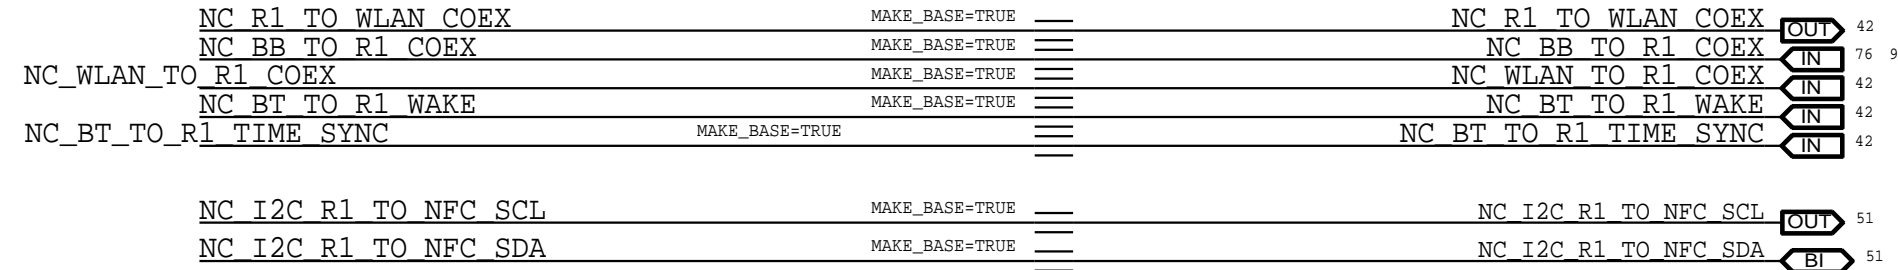 NC_R1_TO_WLAN_COEX MAKE_BASE=TRUE NC_R1_TO_WLAN_COEX OUT 42
NC_BB_TO_R1_COEX MAKE_BASE=TRUE NC_BB_TO_R1_COEX IN 76 9
NC_WLAN_TO_R1_COEX MAKE_BASE=TRUE NC_WLAN_TO_R1_COEX IN 42
NC_BT_TO_R1_WAKE MAKE_BASE=TRUE NC_BT_TO_R1_WAKE IN 42
NC_BT_TO_R1_TIME_SYNC MAKE_BASE=TRUE NC_BT_TO_R1_TIME_SYNC IN 42
NC_I2C_R1_TO_NFC_SCL MAKE_BASE=TRUE NC_I2C_R1_TO_NFC_SCL OUT 51
NC_I2C_R1_TO_NFC_SDA MAKE_BASE=TRUE NC_I2C_R1_TO_NFC_SDA BI 51